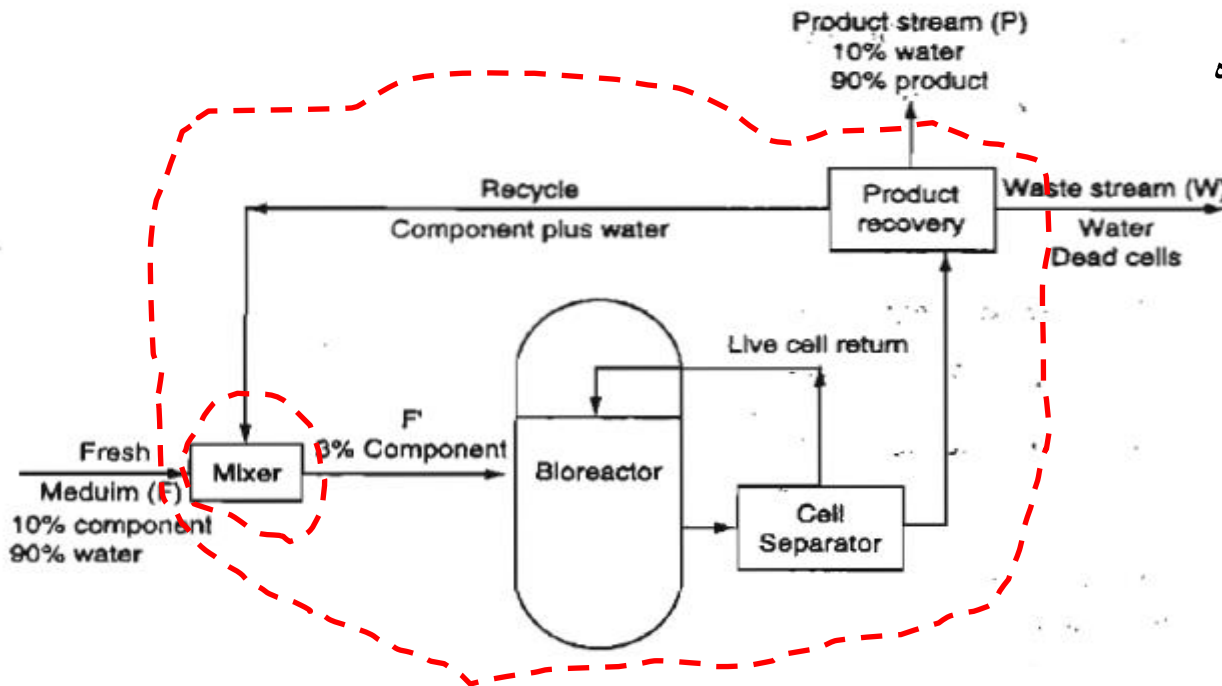 Product stream (P)
10% water
90% product
Recycle
Component plus water
Product
recovery
Waste stream (W)
Water
Dead cells
Live cell return
Fresh
Meduim (F)
10% component
90% water
Mixer
F'
3% Component
Bioreactor
Cell
Separator